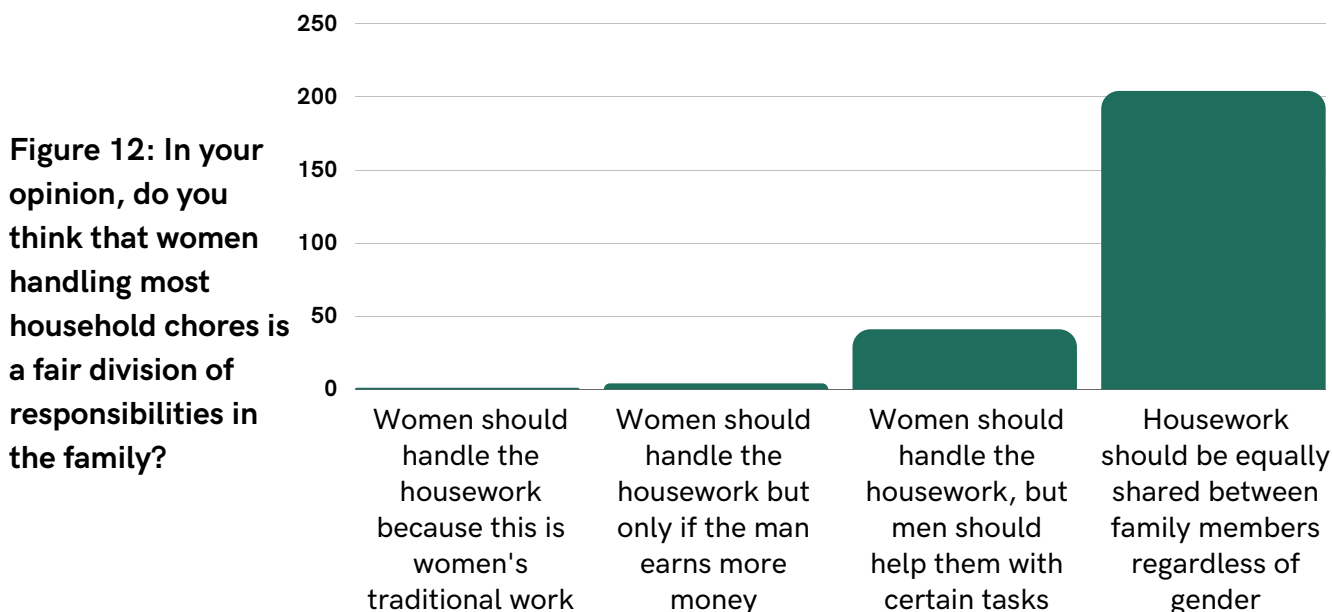 Figure 12: In your
opinion, do you
think that women
handling most
household chores is
a fair division of
responsibilities in
the family?
250
200
150
100
50
0
Women should
handle the
housework
because this is
women's
traditional work
Women should
handle the
housework but
only if the man
earns more
money
Women should
handle the
housework, but
men should
help them with
certain tasks
Housework
should be equally
shared between
family members
regardless of
gender